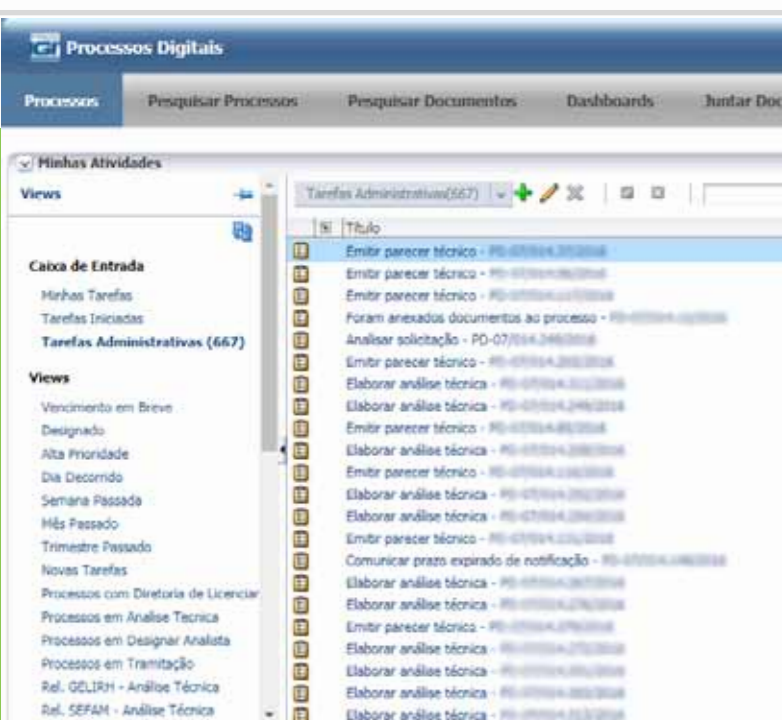 Processos Digitais
Processos Pesquisar Processos Pesquisar Documentos Dashboards Juntar Doc
Minhas Atividades
Views
Caixa de Entrada
Minhas Tarefas
Tarefas Iniciadas
Tarefas Administrativas (667)
Views
Vencimento em Breve
Designado
Alta Prioridade
Dia Decorrido
Semana Passada
Mês Passado
Trimestre Passado
Novas Tarefas
Processos com Diretoria de Licenciar
Processos em Analise Tecnica
Processos em Designar Analista
Processos em Tramitação
Rel. GELIRH - Análise Técnica
Rel. SEFAM - Análise Técnica
Tarefas Administrativas(667)
Título
Emitir parecer técnico -
Emitir parecer técnico -
Emitir parecer técnico -
Foram anexados documentos ao processo -
Analisar solicitação - PD-07/
Emitir parecer técnico -
Elaborar análise técnica -
Elaborar análise técnica -
Emitir parecer técnico -
Elaborar análise técnica -
Emitir parecer técnico -
Elaborar análise técnica -
Elaborar análise técnica -
Emitir parecer técnico -
Comunicar prazo expirado de notificação -
Elaborar análise técnica -
Elaborar análise técnica -
Emitir parecer técnico -
Elaborar análise técnica -
Elaborar análise técnica -
Elaborar análise técnica -
Elaborar análise técnica -